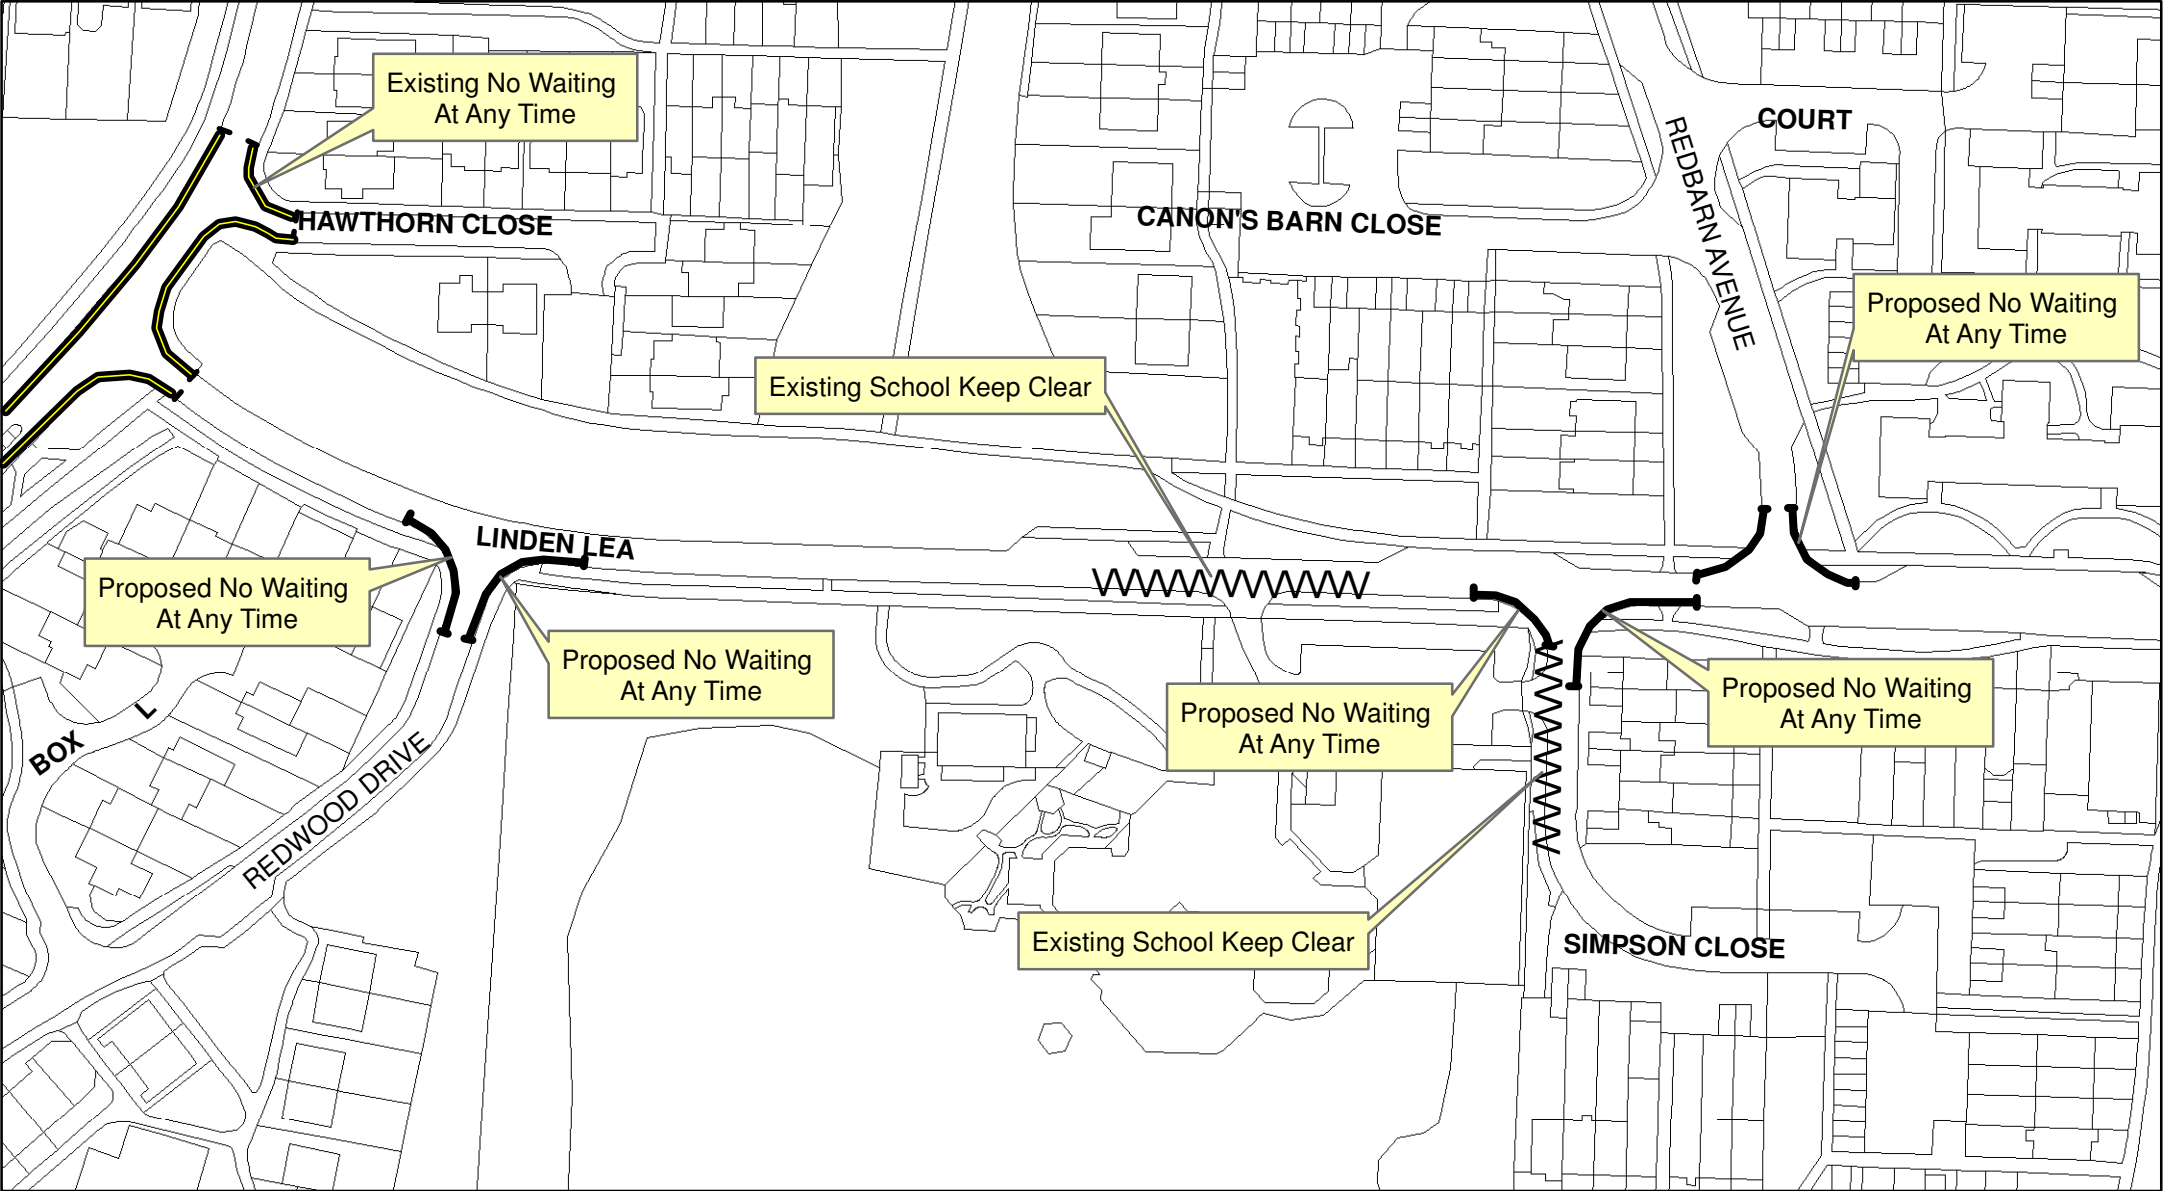 Existing No Waiting
At Any Time
COURT
REDBARN AVENUE
HAWTHORN CLOSE
CANON'S BARN CLOSE
Proposed No Waiting
At Any Time
Existing School Keep Clear
LINDEN LEA
Proposed No Waiting
At Any Time
Proposed No Waiting
At Any Time
Proposed No Waiting
At Any Time
Proposed No Waiting
At Any Time
BOX L
REDWOOD DRIVE
Existing School Keep Clear
SIMPSON CLOSE